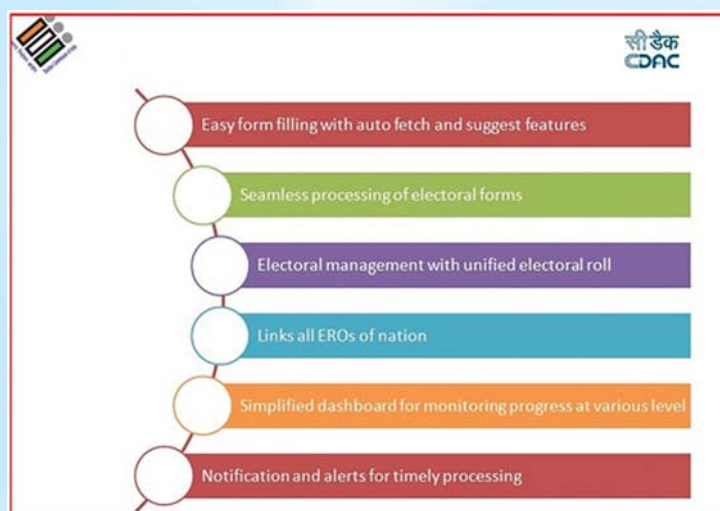 सी डैक
CDAC
Easy form filling with auto fetch and suggest features
Seamless processing of electoral forms
Electoral management with unified electoral roll
Links all EROs of nation
Simplified dashboard for monitoring progress at various level
Notification and alerts for timely processing